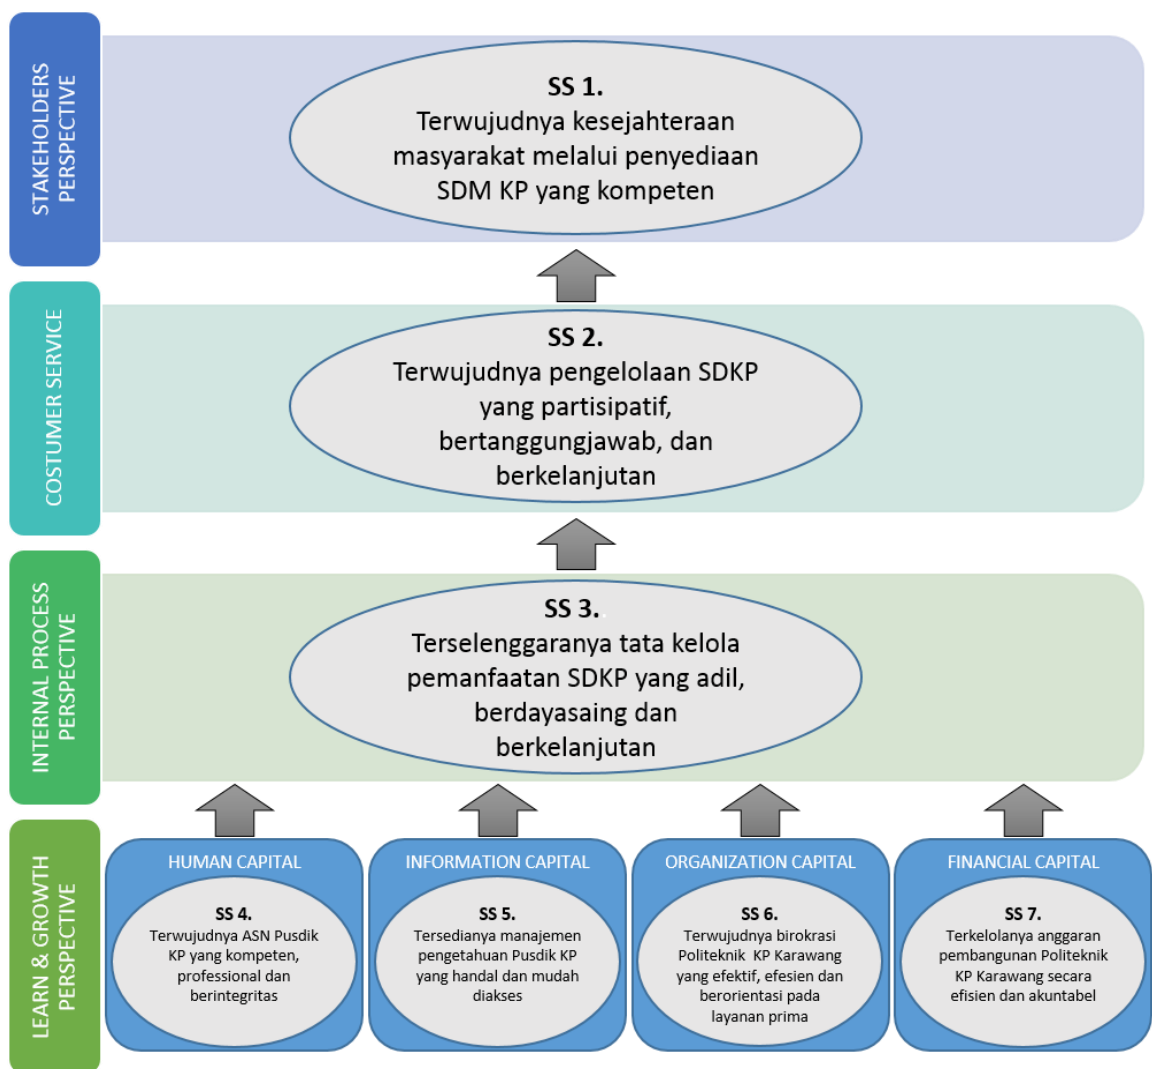 STAKEHOLDERS
PERSPECTIVE
SS 1.
Terwujudnya kesejahteraan
masyarakat melalui penyediaan
SDM KP yang kompeten
COSTUMER SERVICE
SS 2.
Terwujudnya pengelolaan SDKP
yang partisipatif,
bertanggungjawab, dan
berkelanjutan
INTERNAL PROCESS
PERSPECTIVE
SS 3.
Terselenggaranya tata kelola
pemanfaatan SDKP yang adil,
berdayasaing dan
berkelanjutan
LEARN & GROWTH
PERSPECTIVE
HUMAN CAPITAL
SS 4.
Terwujudnya ASN Pusdik
KP yang kompeten,
professional dan
berintegritas
INFORMATION CAPITAL
SS 5.
Tersedianya manajemen
pengetahuan Pusdik KP
yang handal dan mudah
diakses
ORGANIZATION CAPITAL
SS 6.
Terwujudnya birokrasi
Politeknik KP Karawang
yang efektif, efesien dan
berorientasi pada
layanan prima
FINANCIAL CAPITAL
SS 7.
Terkelolanya anggaran
pembangunan Politeknik
KP Karawang secara
efisien dan akuntabel